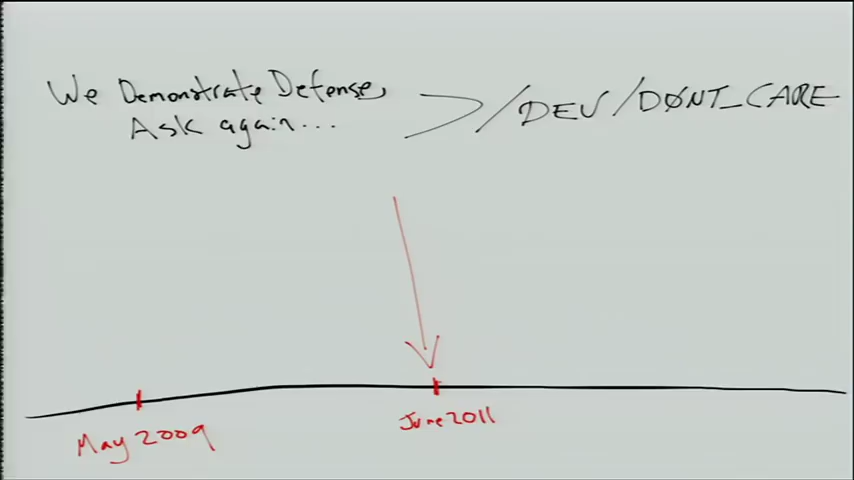 We Demonstrate Defense, > /DEV/DØNT_CARE
Ask again...
May 2009
June 2011